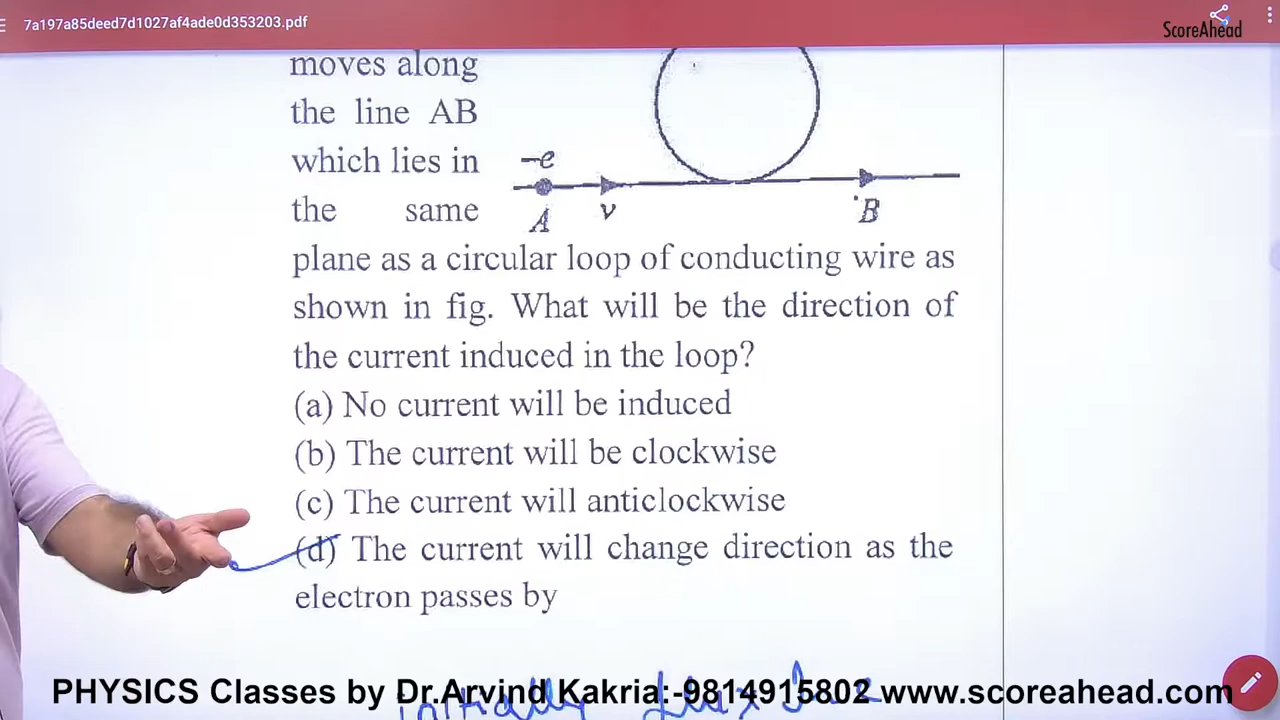 7a197a85deed7d1027af4ade0d353203.pdf
ScoreAhead
moves along
the line AB
which lies in
the same
-e
A
v
B
plane as a circular loop of conducting wire as
shown in fig. What will be the direction of
the current induced in the loop?
(a) No current will be induced
(b) The current will be clockwise
(c) The current will anticlockwise
(d) The current will change direction as the
electron passes by
initially flux
PHYSICS Classes by Dr.Arvind Kakria:-9814915802 www.scoreahead.com